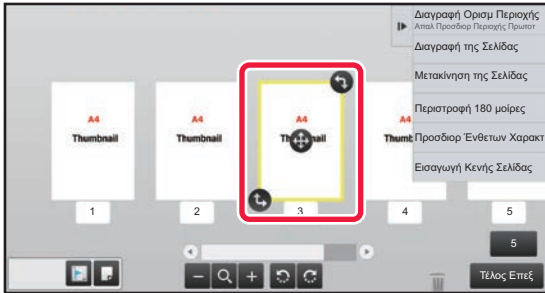 Διαγραφή Ορισμ Περιοχής
Απαλ Προσδιορ Περιοχής Πρωτοτ
Διαγραφή της Σελίδας
Μετακίνηση της Σελίδας
Περιστροφή 180 μοίρες
Προσδιορ Ένθετων Χαρακτ
Εισαγωγή Κενής Σελίδας
A4 A4 A4 A4
Thumbnail Thumbnail Thumbnail Thumb
1 2 3 4 5
5
Τέλος Επεξ